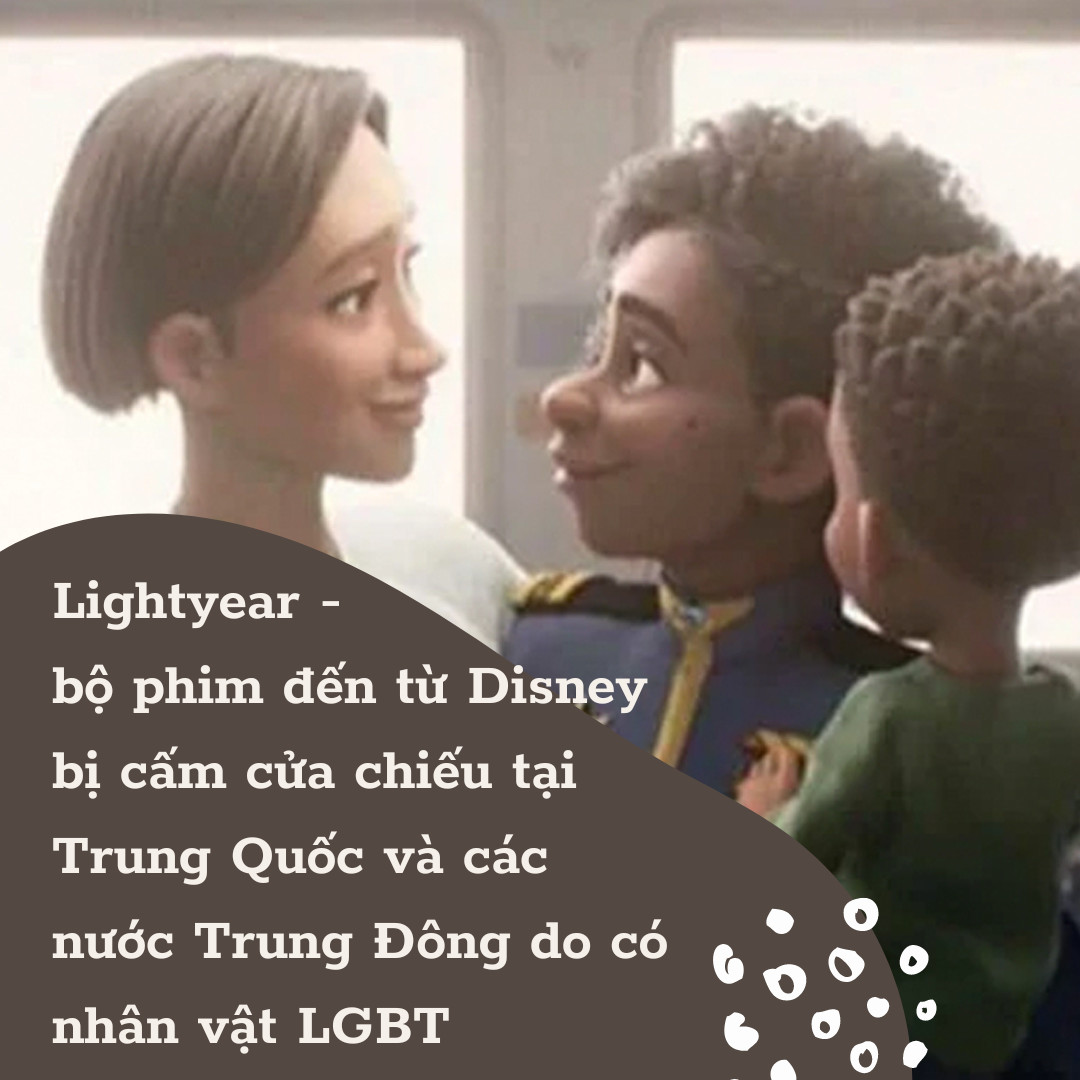 Lightyear -
bộ phim đến từ Disney
bị cấm cửa chiếu tại
Trung Quốc và các
nước Trung Đông do có
nhân vật LGBT